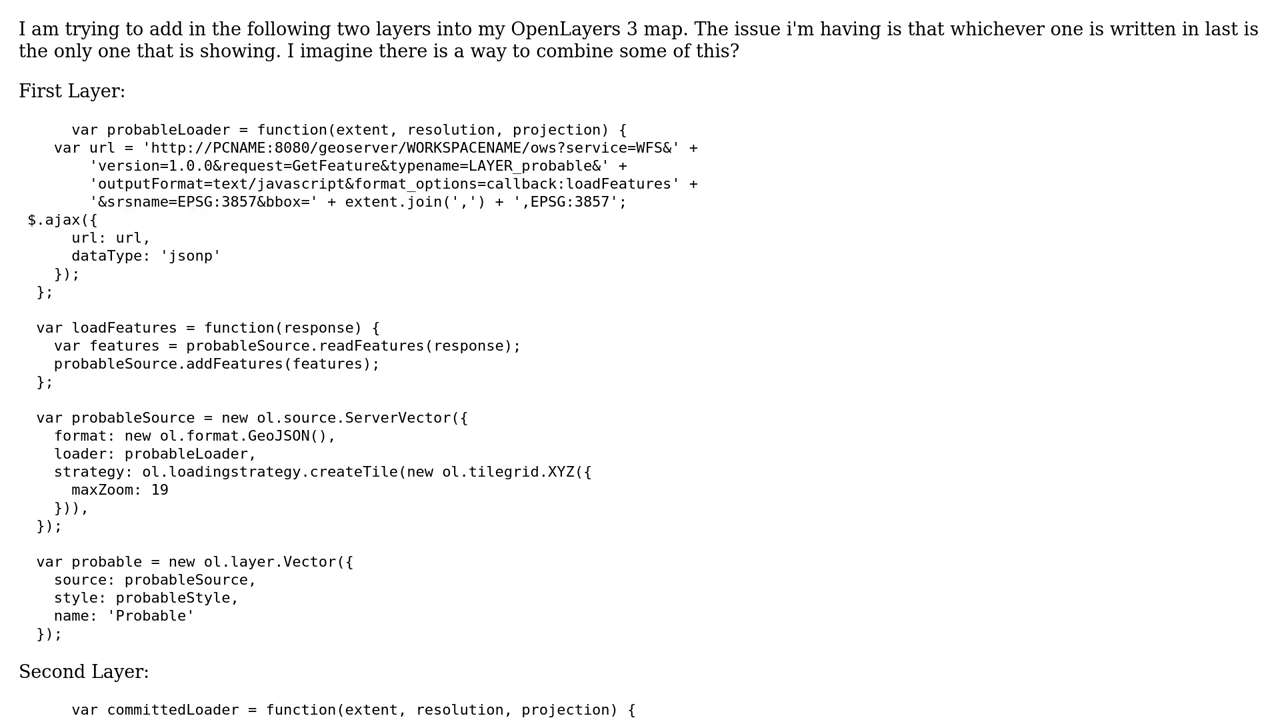 I am trying to add in the following two layers into my OpenLayers 3 map. The issue i'm having is that whichever one is written in last is
the only one that is showing. I imagine there is a way to combine some of this?
First Layer:
var probableLoader = function(extent, resolution, projection) {
var url = 'http://PCNAME:8080/geoserver/WORKSPACENAME/ows?service=WFS&' +
'version=1.0.0&request=GetFeature&typename=LAYER_probable&' +
'outputFormat=text/javascript&format_options=callback:loadFeatures' +
'&srsname=EPSG:3857&bbox=' + extent.join(',') + ',EPSG:3857';
$.ajax({
url: url,
dataType: 'jsonp'
});
};
var loadFeatures = function(response) {
var features = probableSource.readFeatures(response);
probableSource.addFeatures(features);
};
var probableSource = new ol.source.ServerVector({
format: new ol.format.GeoJSON(),
loader: probableLoader,
strategy: ol.loadingstrategy.createTile(new ol.tilegrid.XYZ({
maxZoom: 19
})),
});
var probable = new ol.layer.Vector({
source: probableSource,
style: probableStyle,
name: 'Probable'
});
Second Layer:
var committedLoader = function(extent, resolution, projection) {